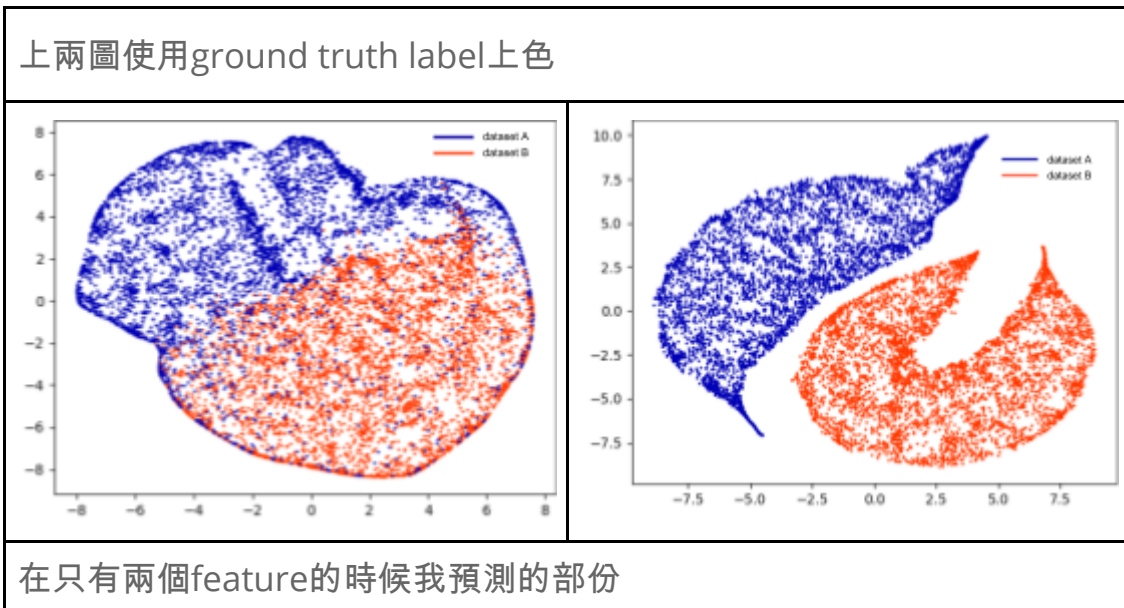 上兩圖使用ground truth label上色
8
6
4
2
0
−2
−4
−6
−8
−8 −6 −4 −2 0 2 4 6 8
dataset A
dataset B
10.0
7.5
5.0
2.5
0.0
−2.5
−5.0
−7.5
−7.5 −5.0 −2.5 0.0 2.5 5.0 7.5
dataset A
dataset B
在只有兩個feature的時候我預測的部份